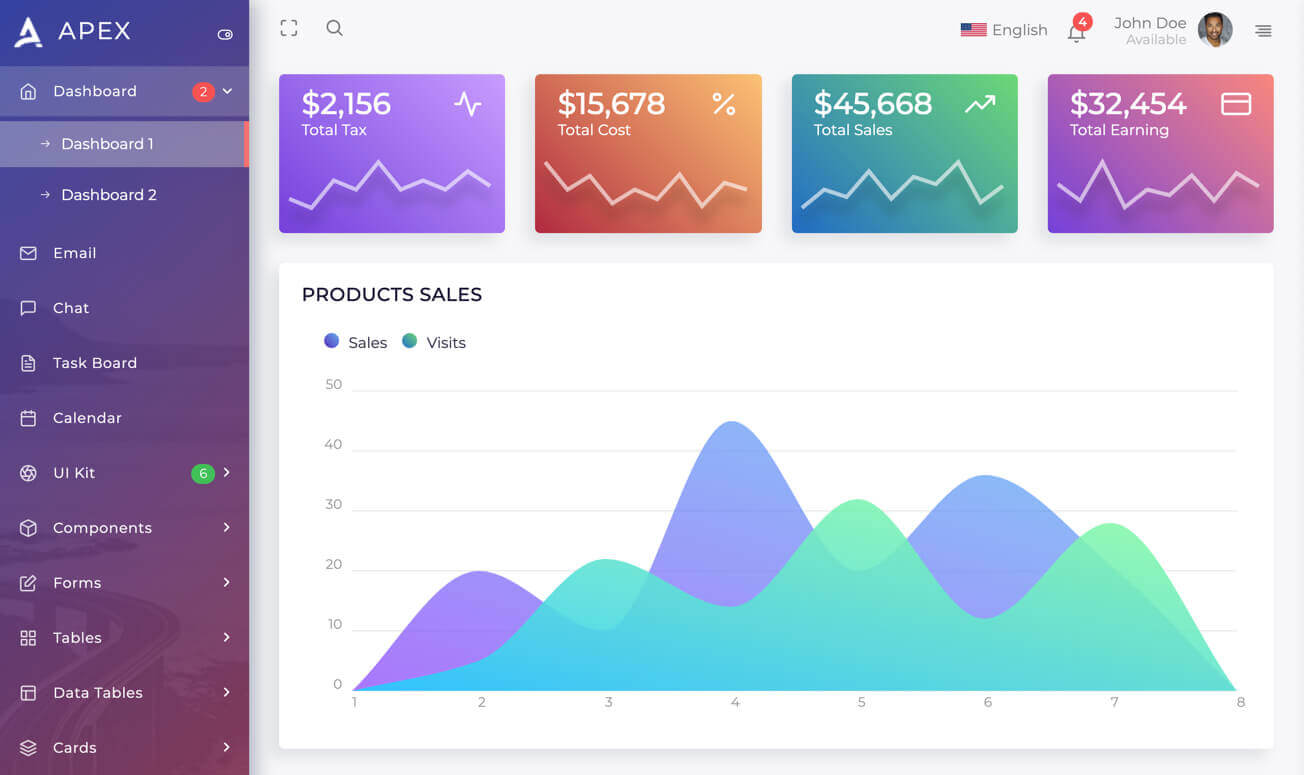 APEX
Dashboard 2
Dashboard 1
Dashboard 2
Email
Chat
Task Board
Calendar
UI Kit 6
Components
Forms
Tables
Data Tables
Cards
English 4 John Doe
Available
$2,156
Total Tax
$15,678
Total Cost
$45,668
Total Sales
$32,454
Total Earning
PRODUCTS SALES
Sales Visits
50
40
30
20
10
0
1 2 3 4 5 6 7 8